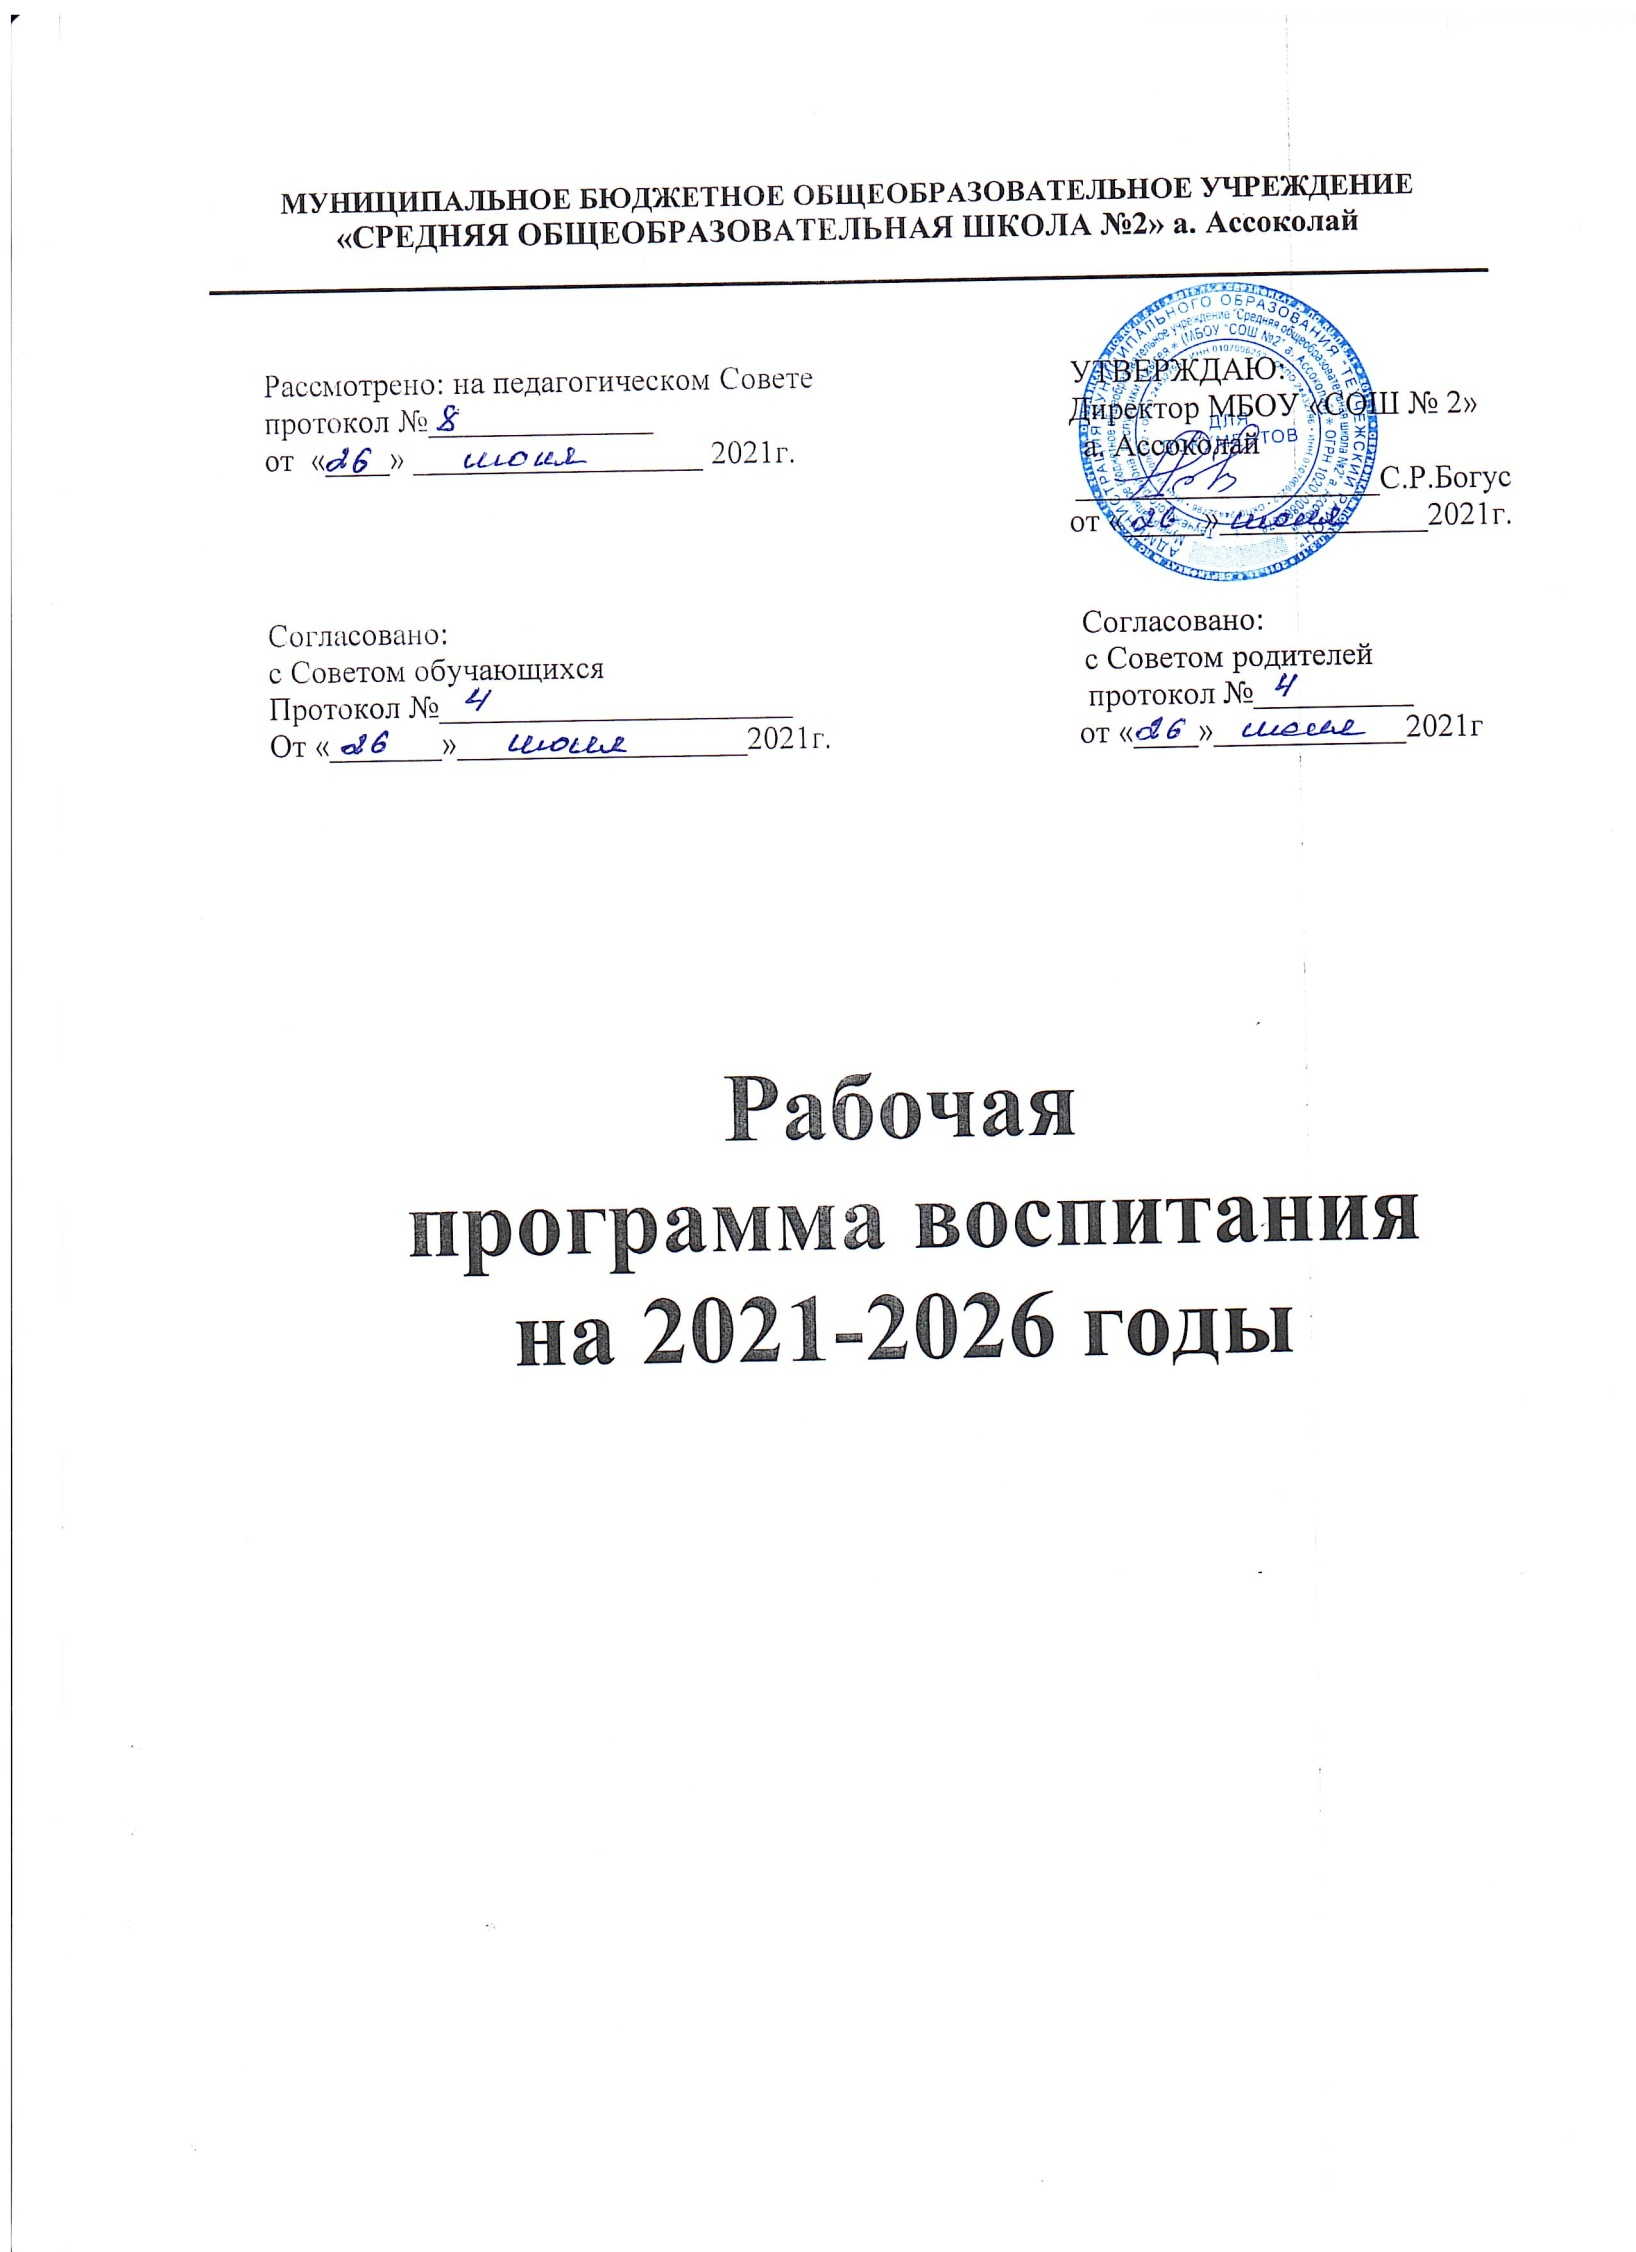 МУНИЦИПАЛЬНОЕ БЮДЖЕТНОЕ ОБЩЕОБРАЗОВАТЕЛЬНОЕ УЧРЕЖДЕНИЕ
«СРЕДНЯЯ ОБЩЕОБРАЗОВАТЕЛЬНАЯ ШКОЛА №2» а. Ассоколай
Рассмотрено: на педагогическом Совете
протокол № 8
от «26» июня 2021г.
УТВЕРЖДАЮ:
Директор МБОУ «СОШ № 2»
а. Ассоколай
С.Р.Богус
от «26» июня 2021г.
ДЛЯ
ДОКУМЕНТОВ
Согласовано:
с Советом обучающихся
Протокол № 4
От «26» июня 2021г.
Согласовано:
с Советом родителей
протокол № 4
от «26» июня 2021г
Рабочая
программа воспитания
на 2021-2026 годы